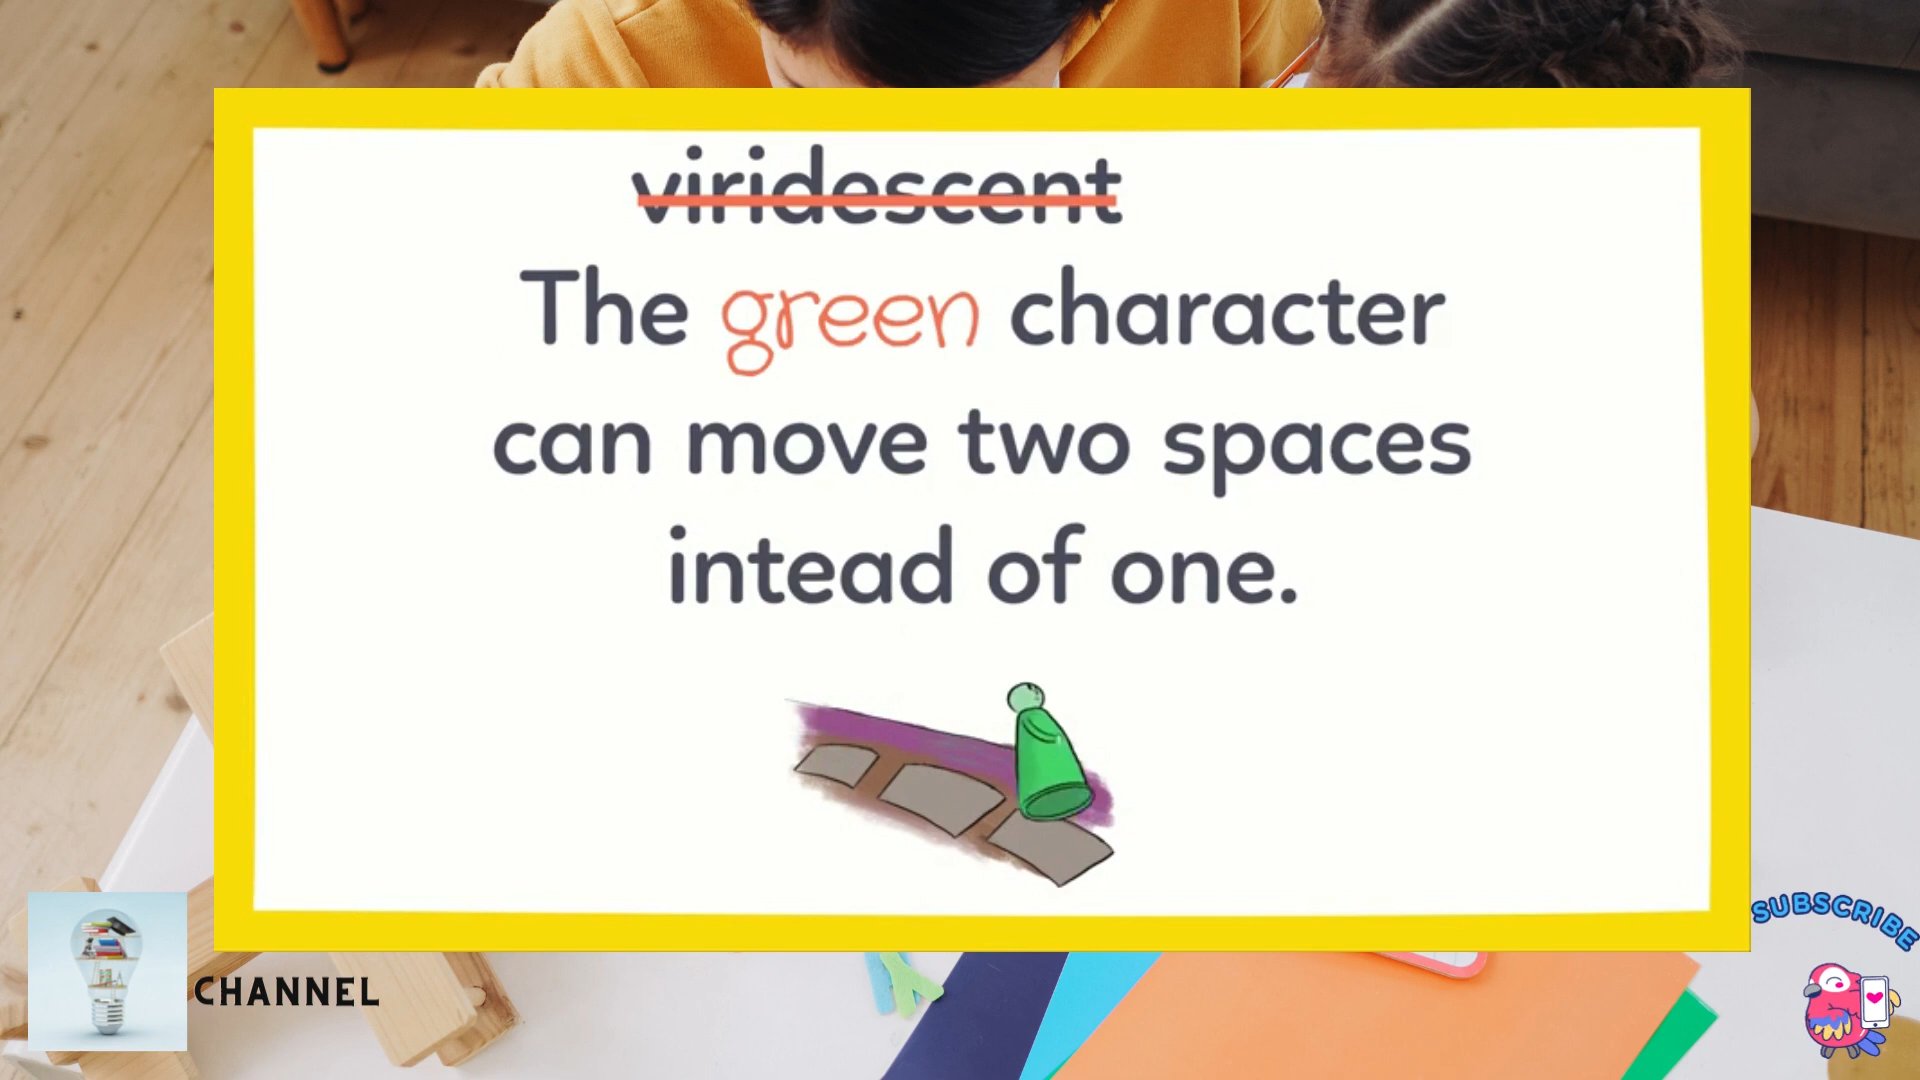 viridescent
The green character
can move two spaces
intead of one.
CHANNEL
SUBSCRIBE